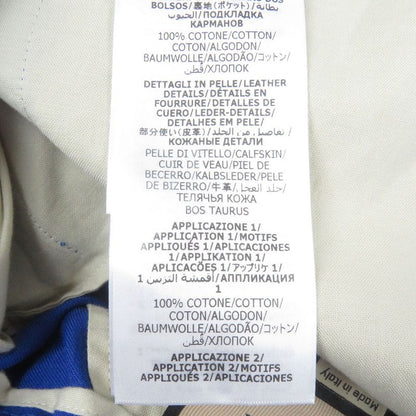 BOLSOS/裏地(ポケット)/بطانة
الجيوب/ПОДКЛАДКА
КАРМАНОВ
100% COTONE/COTTON/
COTON/ALGODÓN/
BAUMWOLLE/ALGODÃO/コットン/
قُطن/ХЛОПОК
DETTAGLI IN PELLE/LEATHER
DETAILS/DÉTAILS EN
FOURRURE/DETALLES DE
CUERO/LEDER-DETAILS/
DETALHES EM PELE/
部分使い(皮革)/تفاصيل من الجلد/
КОЖАНЫЕ ДЕТАЛИ
PELLE DI VITELLO/CALFSKIN/
CUIR DE VEAU/PIEL DE
BECERRO/KALBSLEDER/PELE
DE BIZERRO/牛革/جلد العجل/
ТЕЛЯЧЬЯ КОЖА
BOS TAURUS
APPLICAZIONE 1/
APPLICATION 1/MOTIFS
APPLIQUÉS 1/APLICACIONES
1/APPLIKATION 1/
APLICACÕES 1/アップリケ 1/
1 أقمشة التزيين/АППЛИКАЦИЯ
1
100% COTONE/COTTON/
COTON/ALGODÓN/
BAUMWOLLE/ALGODÃO/コットン/
قُطن/ХЛОПОК
APPLICAZIONE 2/
APPLICATION 2/MOTIFS
APPLIQUÉS 2/APLICACIONES
Made in Italy